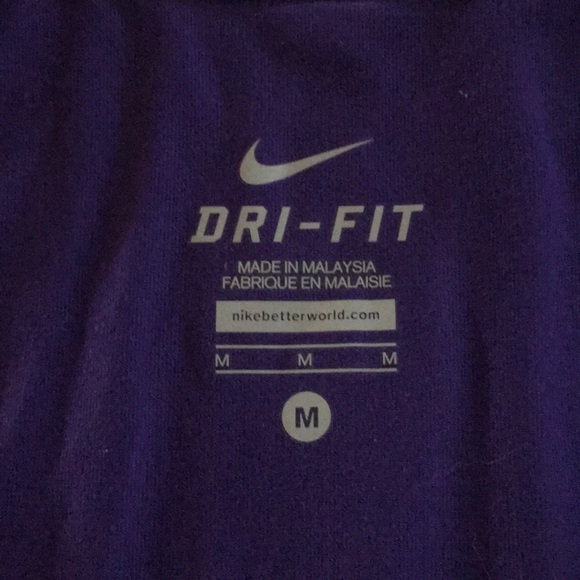 DRI-FIT
MADE IN MALAYSIA
FABRIQUE EN MALAISIE
nikebetterworld.com
M M M
M